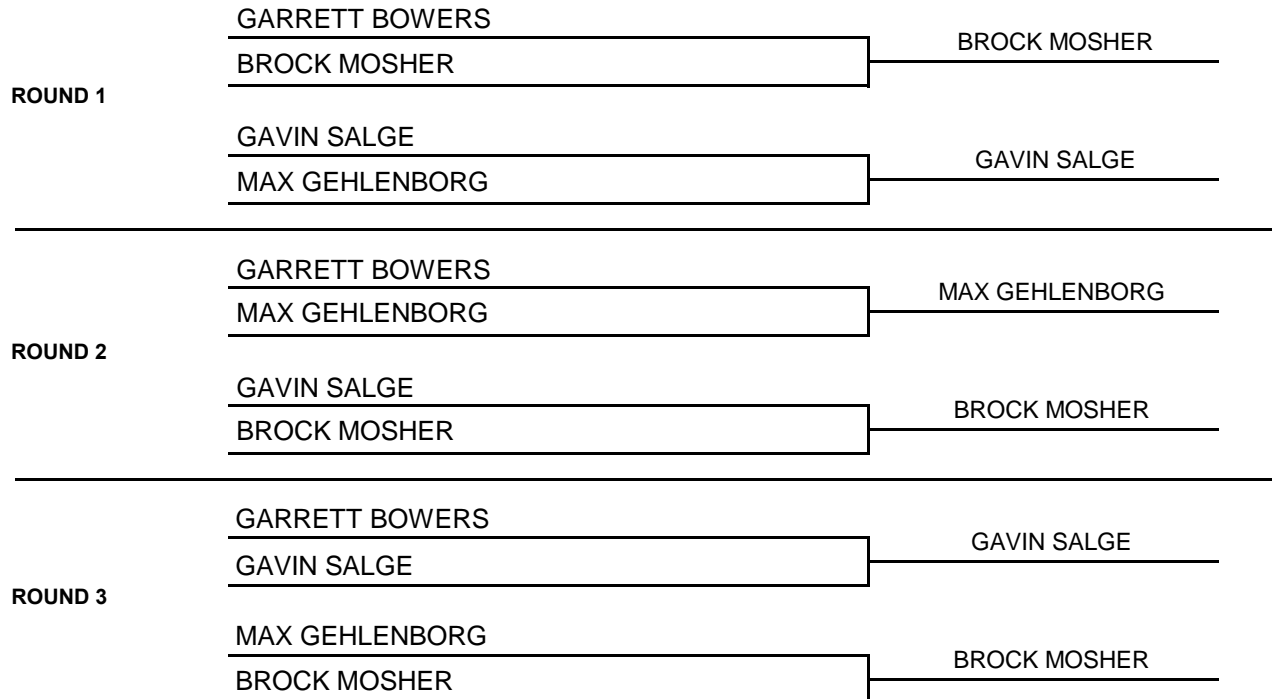 GARRETT BOWERS
BROCK MOSHER
BROCK MOSHER
ROUND 1
GAVIN SALGE
GAVIN SALGE
MAX GEHLENBORG
GARRETT BOWERS
MAX GEHLENBORG
MAX GEHLENBORG
ROUND 2
GAVIN SALGE
BROCK MOSHER
BROCK MOSHER
GARRETT BOWERS
GAVIN SALGE
GAVIN SALGE
ROUND 3
MAX GEHLENBORG
BROCK MOSHER
BROCK MOSHER